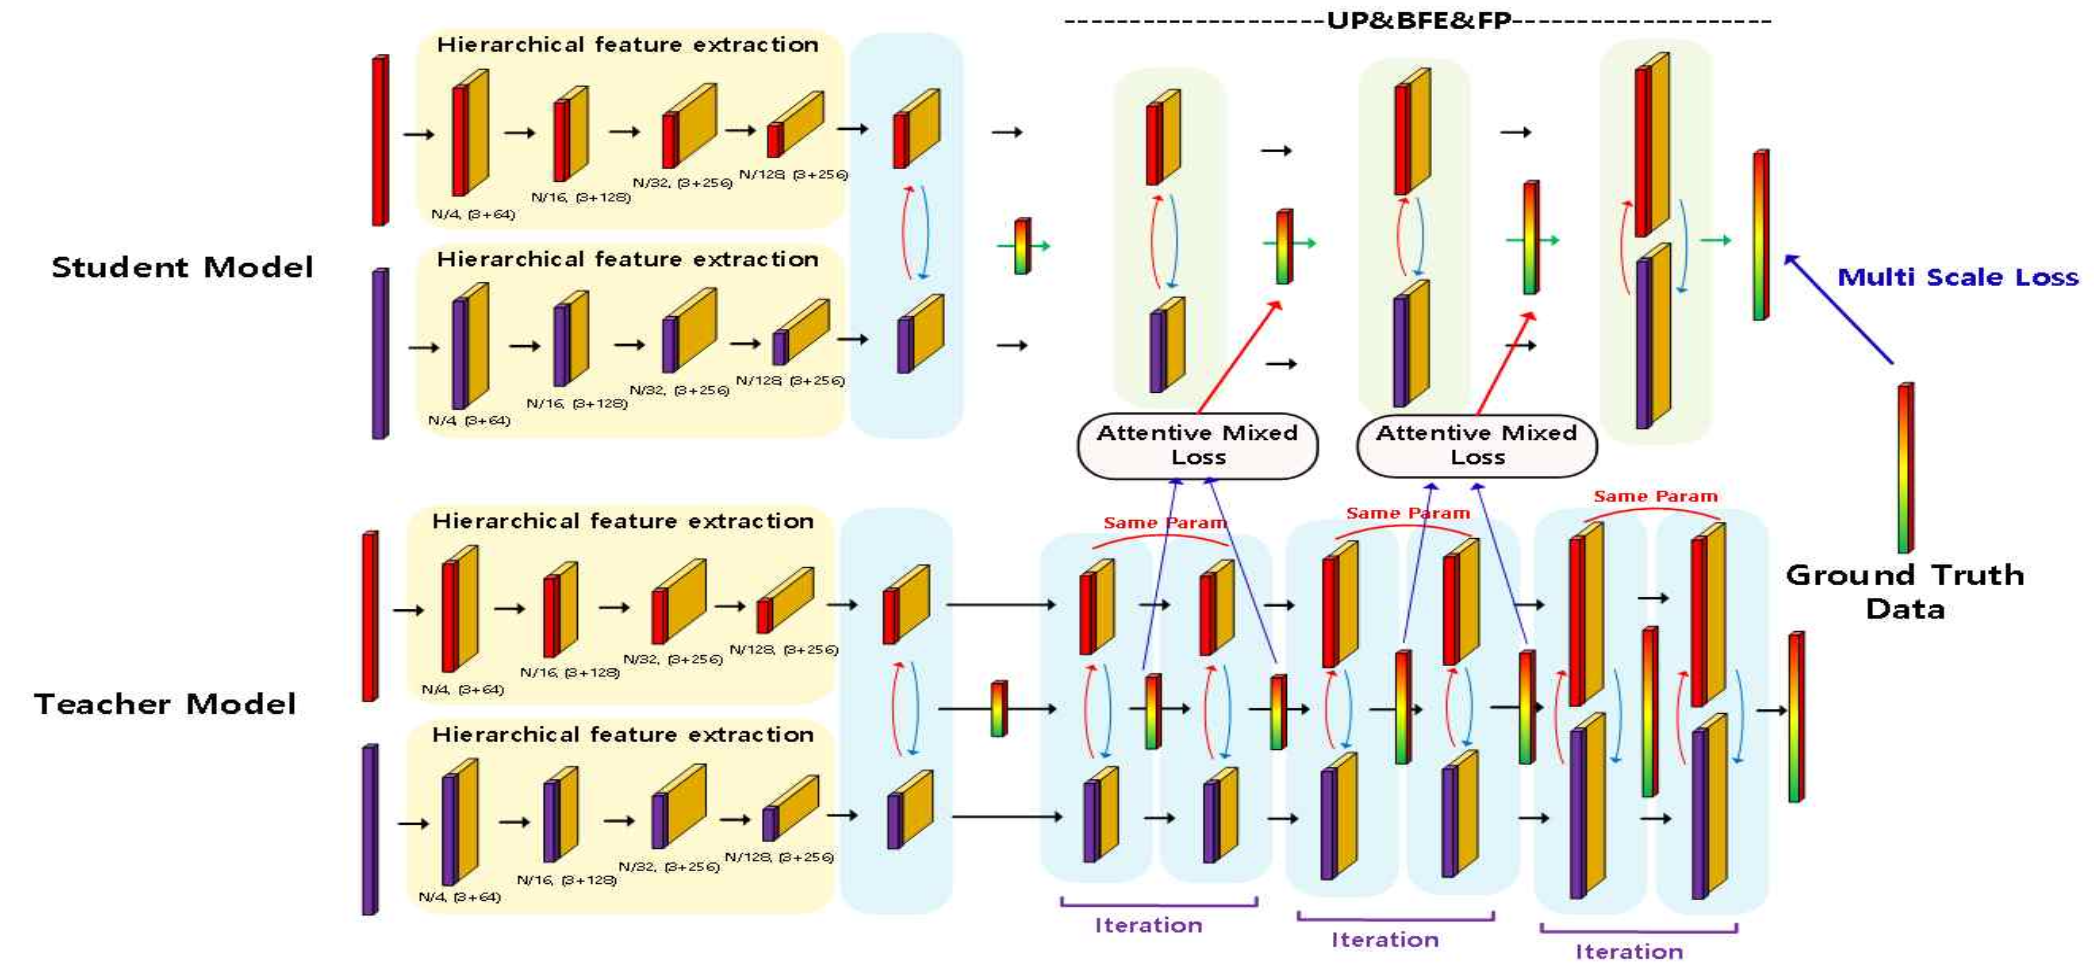 --------------------UP&BFE&FP--------------------
Hierarchical feature extraction
N/4, (3+64)
N/16, (3+128)
N/32, (3+256)
N/128, (3+256)
Student Model
Hierarchical feature extraction
N/4, (3+64)
N/16, (3+128)
N/32, (3+256)
N/128, (3+256)
Multi Scale Loss
Attentive Mixed
Loss
Attentive Mixed
Loss
Ground Truth
Data
Teacher Model
Hierarchical feature extraction
N/4, (3+64)
N/16, (3+128)
N/32, (3+256)
N/128, (3+256)
Hierarchical feature extraction
N/4, (3+64)
N/16, (3+128)
N/32, (3+256)
N/128, (3+256)
Same Param
Same Param
Same Param
Iteration
Iteration
Iteration